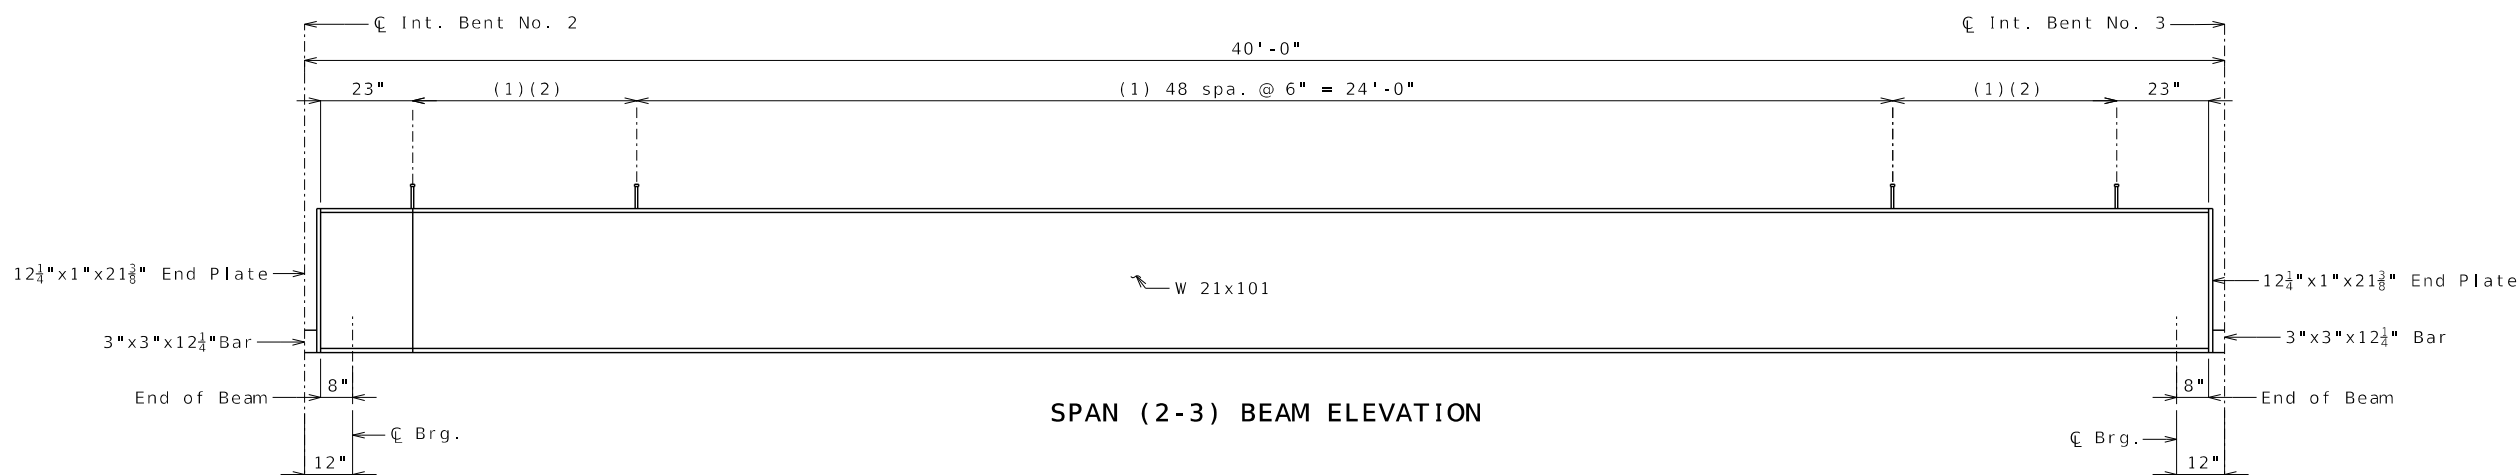 ℄ Int. Bent No. 2
℄ Int. Bent No. 3
40'-0"
23"
(1)(2)
(1) 48 spa. @ 6" = 24'-0"
(1)(2)
23"
12¼"x1"x21⅜" End Plate
12¼"x1"x21⅜" End Plate
W 21x101
3"x3"x12¼"Bar
3"x3"x12¼" Bar
8"
8"
End of Beam
End of Beam
SPAN (2-3) BEAM ELEVATION
℄ Brg.
℄ Brg.
12"
12"